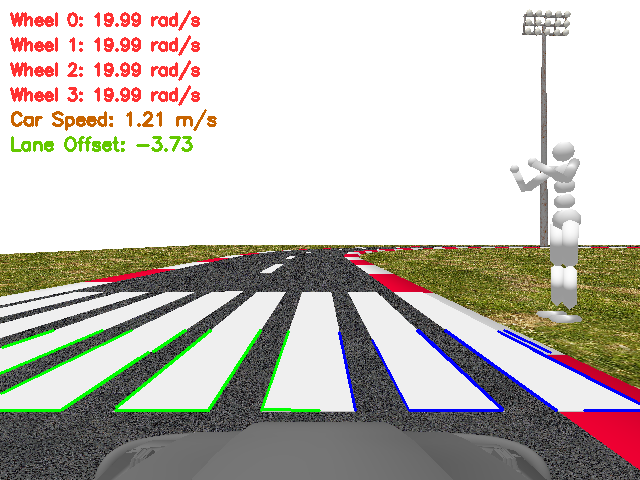 Wheel 0: 19.99 rad/s
Wheel 1: 19.99 rad/s
Wheel 2: 19.99 rad/s
Wheel 3: 19.99 rad/s
Car Speed: 1.21 m/s
Lane Offset: -3.73